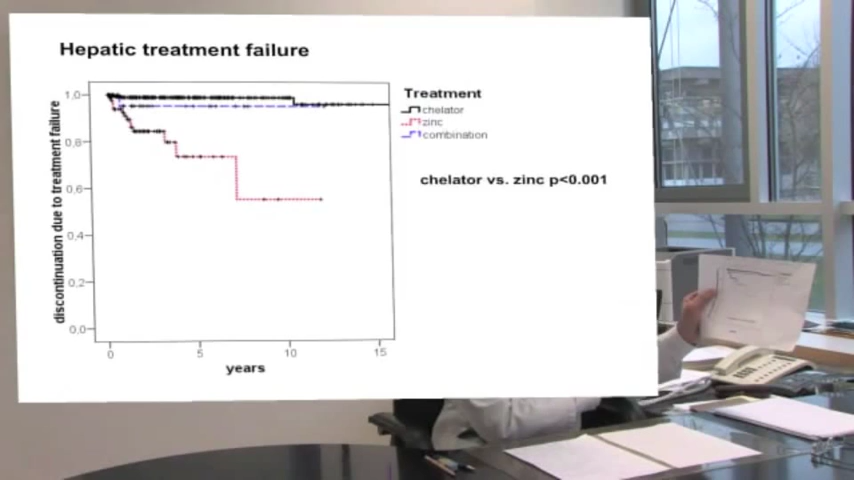 Hepatic treatment failure
discontinuation due to treatment failure
1,0
0,8
0,6
0,4
0,2
0,0
0
5
10
15
years
Treatment
chelator
zinc
combination
chelator vs. zinc p<0.001